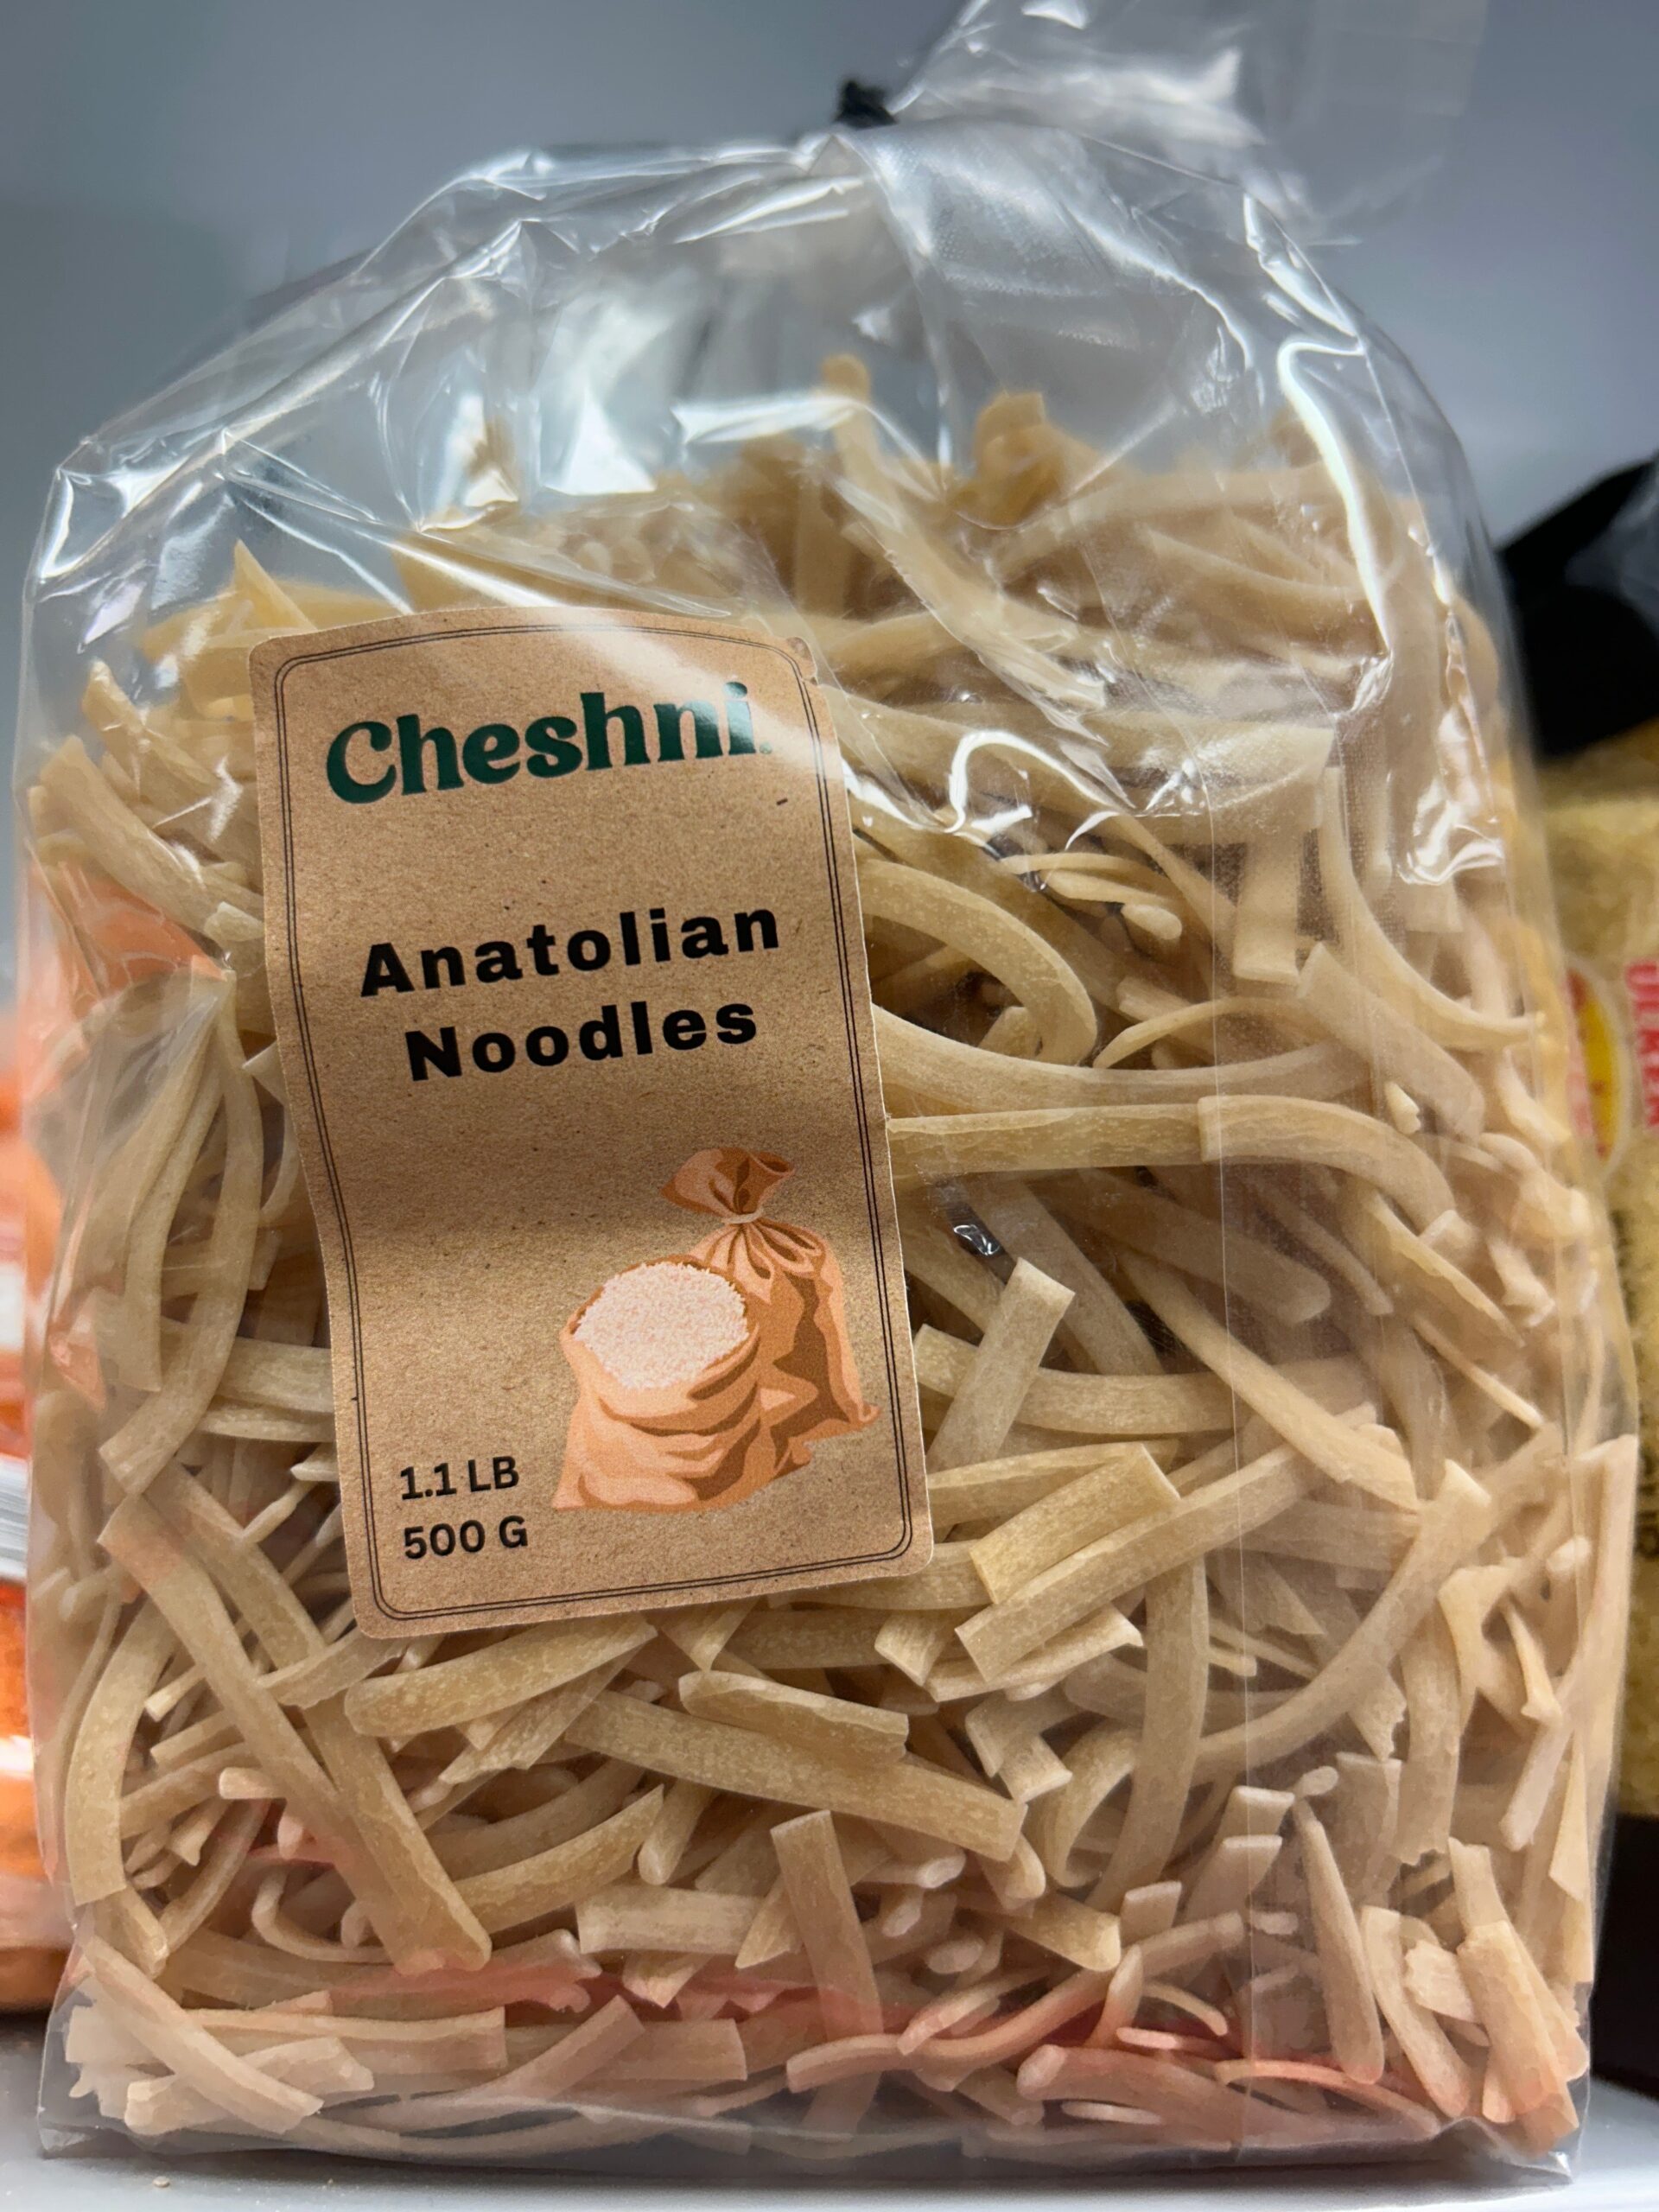 Cheshni
Anatolian
Noodles
1.1 LB
500 G